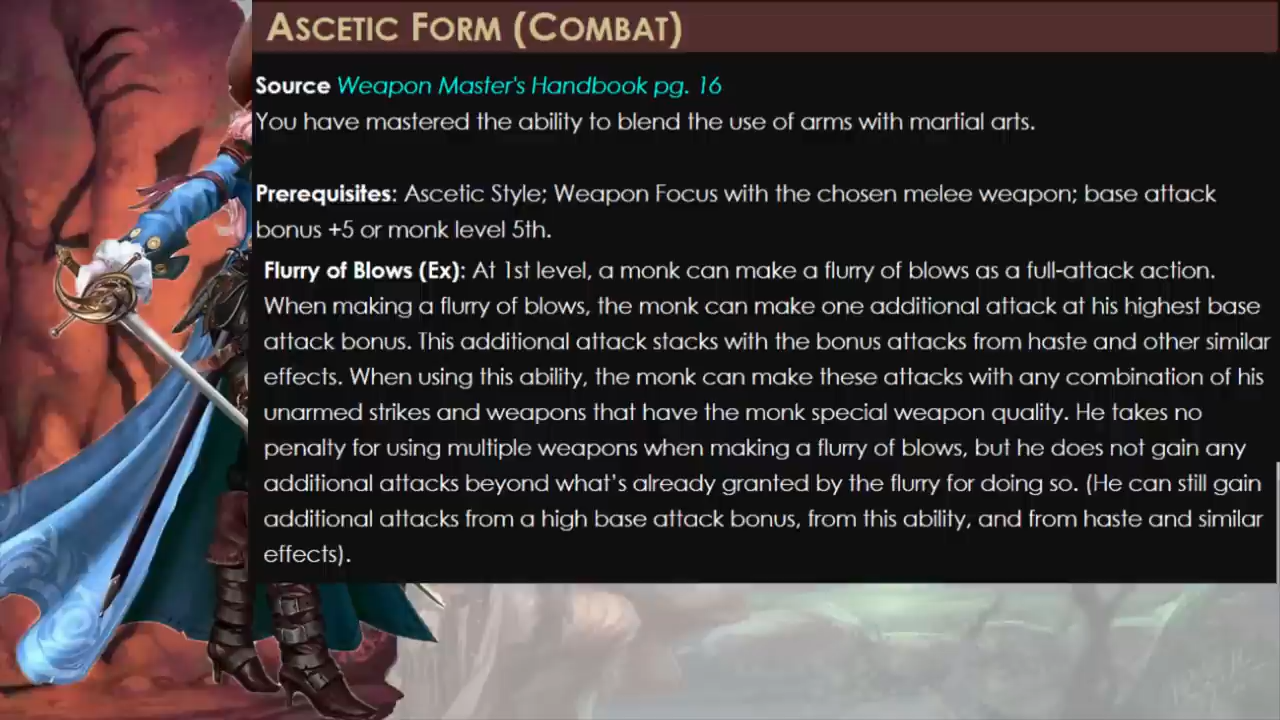 Ascetic Form (Combat)
Source Weapon Master's Handbook pg. 16
You have mastered the ability to blend the use of arms with martial arts.
Prerequisites: Ascetic Style; Weapon Focus with the chosen melee weapon; base attack
bonus +5 or monk level 5th.
Flurry of Blows (Ex): At 1st level, a monk can make a flurry of blows as a full-attack action.
When making a flurry of blows, the monk can make one additional attack at his highest base
attack bonus. This additional attack stacks with the bonus attacks from haste and other similar
effects. When using this ability, the monk can make these attacks with any combination of his
unarmed strikes and weapons that have the monk special weapon quality. He takes no
penalty for using multiple weapons when making a flurry of blows, but he does not gain any
additional attacks beyond what's already granted by the flurry for doing so. (He can still gain
additional attacks from a high base attack bonus, from this ability, and from haste and similar
effects).